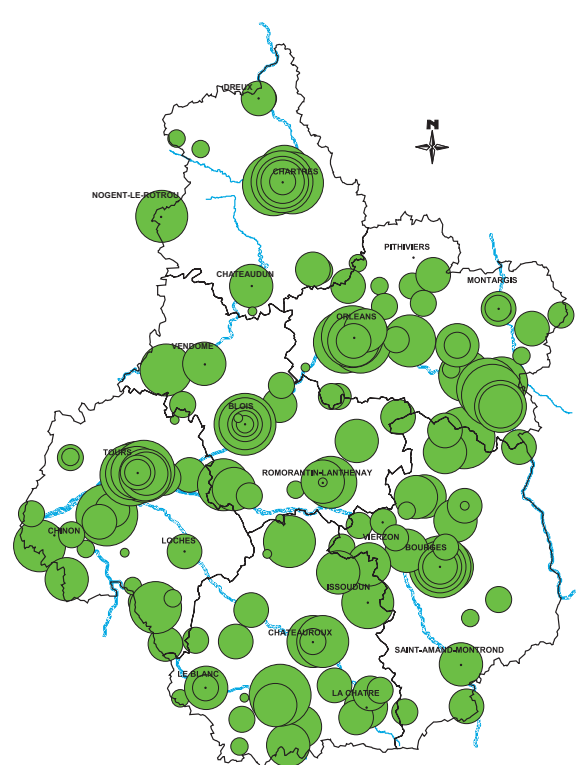 DREUX
N
CHARTRES
NOGENT-LE-ROTROU
PITHIVIERS
CHATEAUDUN
MONTARGIS
ORLEANS
VENDOME
BLOIS
TOURS
ROMORANTIN-LANTHENAY
CHINON
VIERZON
LOCHES
BOURGES
ISSOUDUN
CHATEAUROUX
SAINT-AMAND-MONTROND
LE BLANC
LA CHATRE